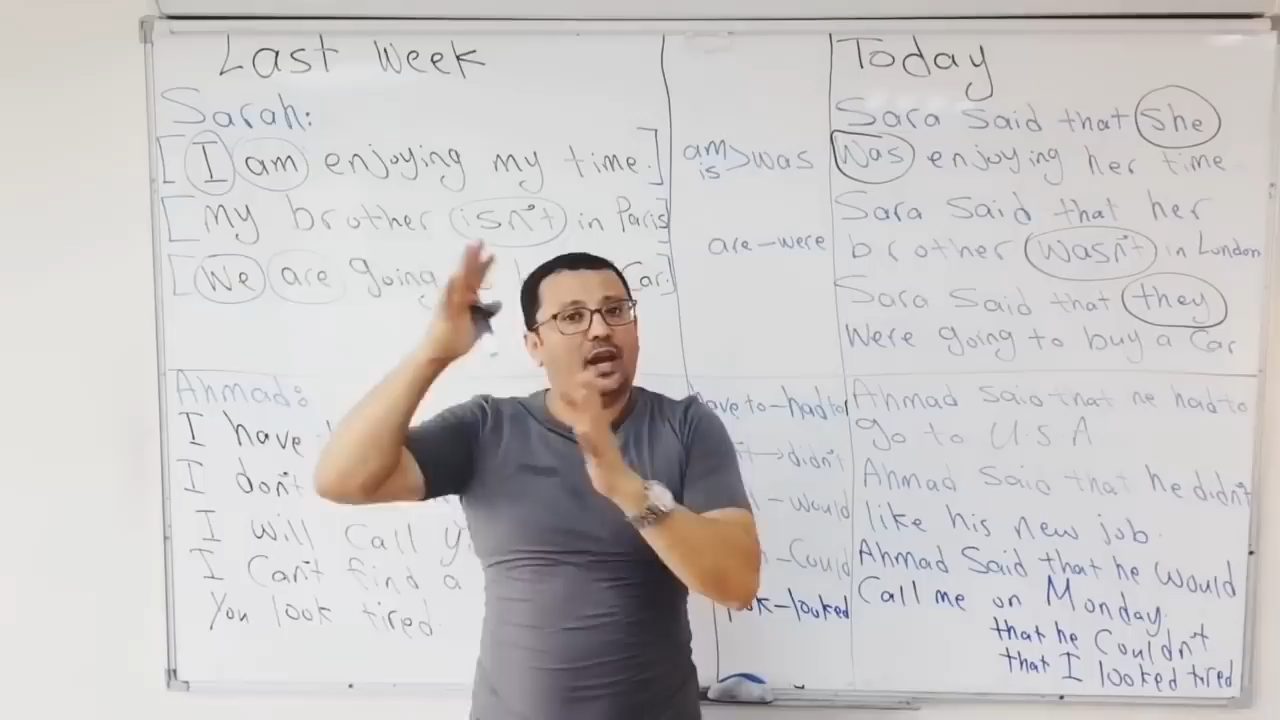 Last Week
Sarah:
[I am enjoying my time.]
[My brother isn't in Paris]
[We are going Car.]
Ahmad:
I have
I don't
I will Call
I Can't find a
You look tired.
am
is > was
are - were
have to - had to
→ didn't
- would
- Could
look - looked
Today
Sara Said that She
Was enjoying her time
Sara Said that her
brother wasn't in London
Sara Said that they
Were going to buy a Car
Ahmad Said that he had to
go to U.S A
Ahmad Said that he didn't
like his new job.
Ahmad Said that he Would
Call me on Monday.
that he Couldn't
that I looked tired